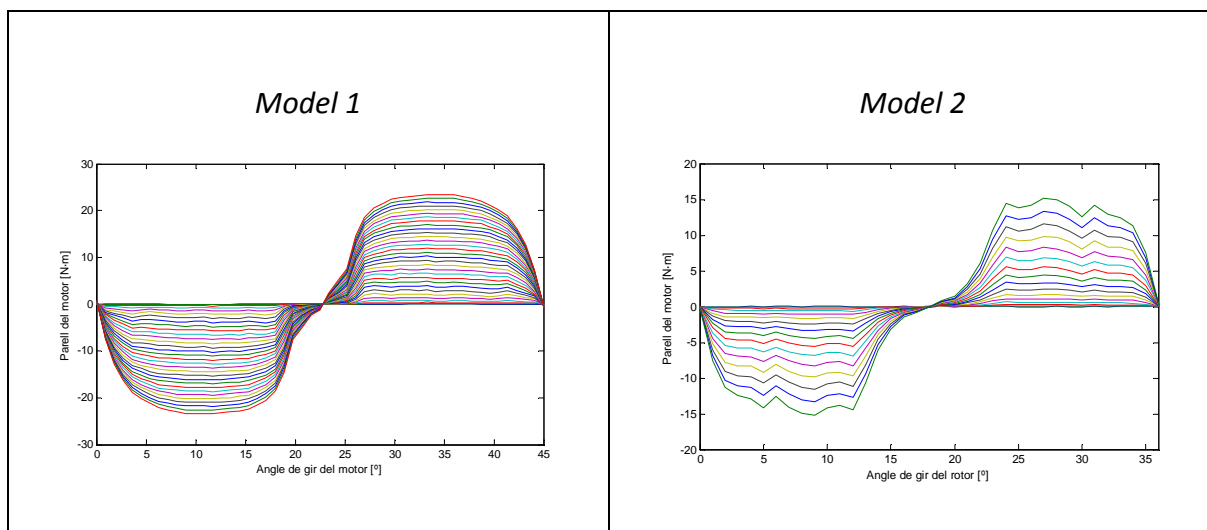 Model 1
30
20
10
0
-10
-20
-30
Parell del motor [N·m]
0 5 10 15 20 25 30 35 40 45
Angle de gir del motor [º]
Model 2
20
15
10
5
0
-5
-10
-15
-20
Parell del motor [N·m]
0 5 10 15 20 25 30 35
Angle de gir del rotor [º]